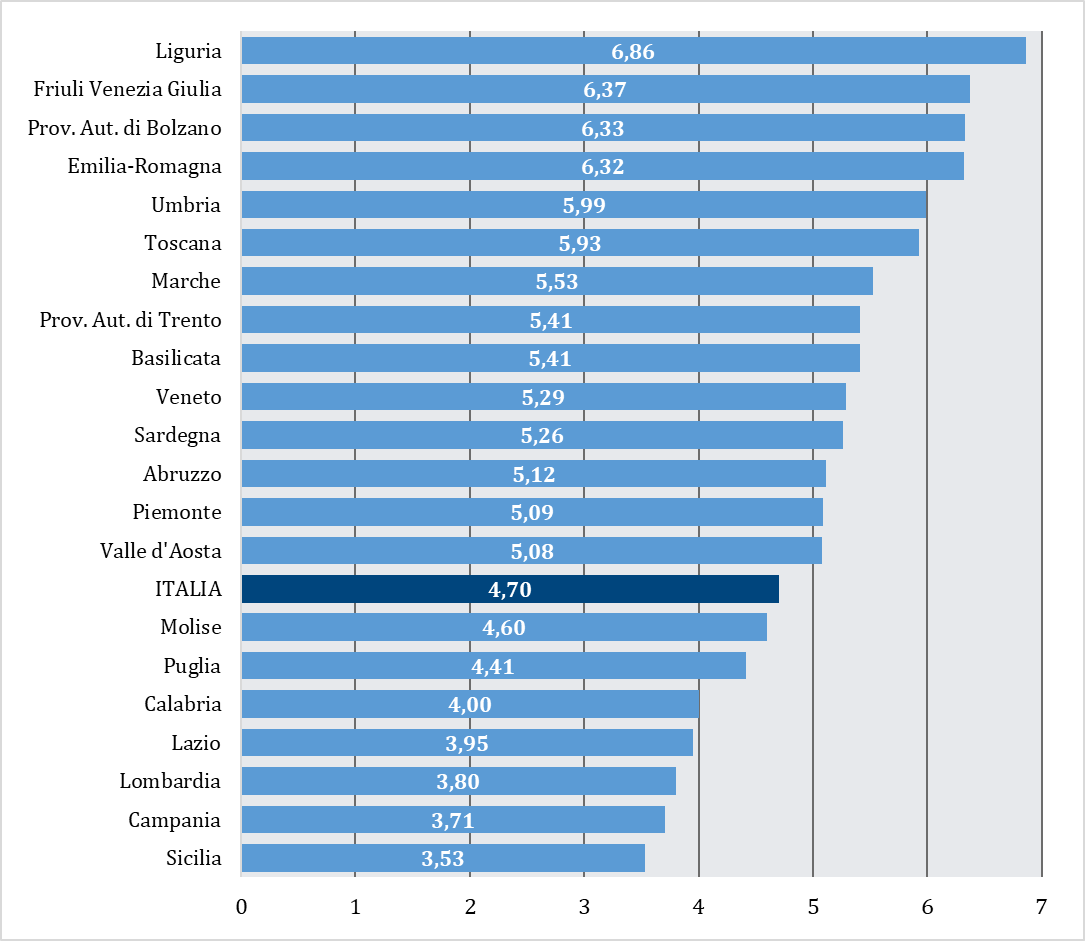 Liguria 6,86
Friuli Venezia Giulia 6,37
Prov. Aut. di Bolzano 6,33
Emilia-Romagna 6,32
Umbria 5,99
Toscana 5,93
Marche 5,53
Prov. Aut. di Trento 5,41
Basilicata 5,41
Veneto 5,29
Sardegna 5,26
Abruzzo 5,12
Piemonte 5,09
Valle d'Aosta 5,08
ITALIA 4,70
Molise 4,60
Puglia 4,41
Calabria 4,00
Lazio 3,95
Lombardia 3,80
Campania 3,71
Sicilia 3,53
0 1 2 3 4 5 6 7